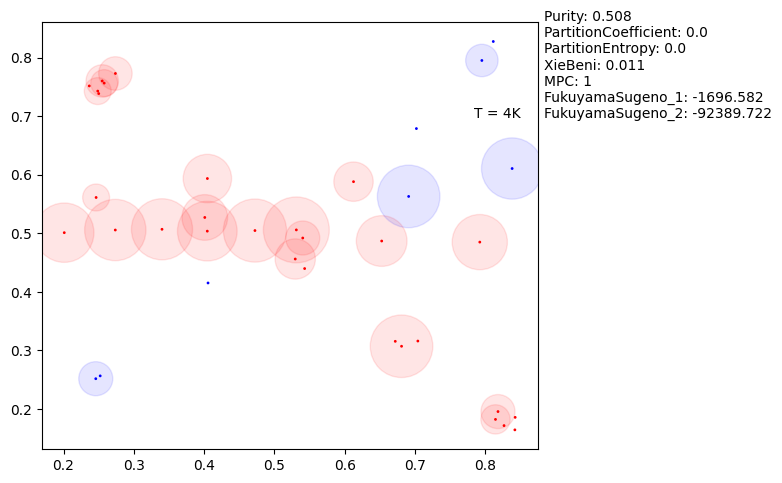 Purity: 0.508
PartitionCoefficient: 0.0
PartitionEntropy: 0.0
XieBeni: 0.011
MPC: 1
FukuyamaSugeno_1: -1696.582
FukuyamaSugeno_2: -92389.722
T = 4K
0.8
0.7
0.6
0.5
0.4
0.3
0.2
0.2 0.3 0.4 0.5 0.6 0.7 0.8